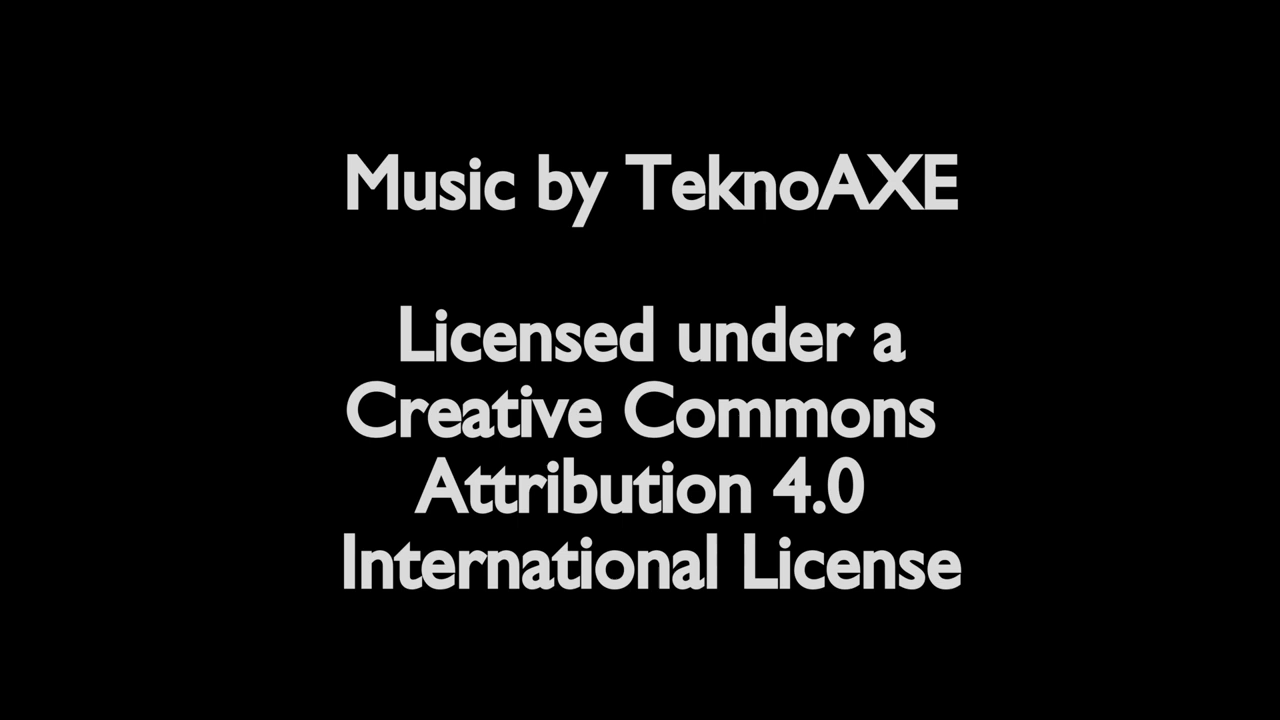 Music by TeknoAXE
Licensed under a
Creative Commons
Attribution 4.0
International License